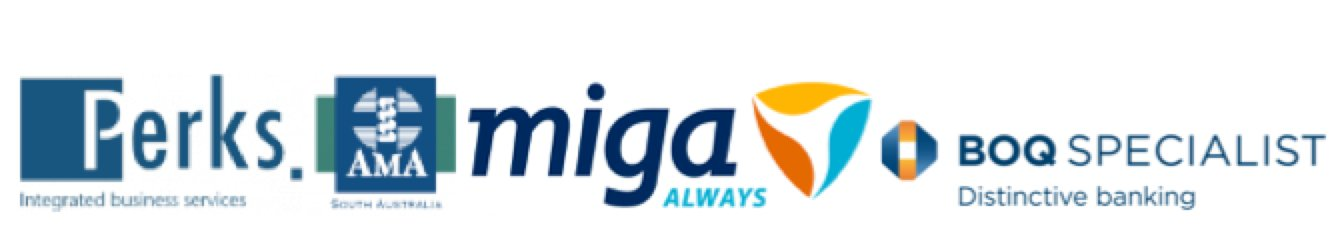 Perks.
Integrated business services
AMA
SOUTH AUSTRALIA
miga
ALWAYS
BOQ SPECIALIST
Distinctive banking